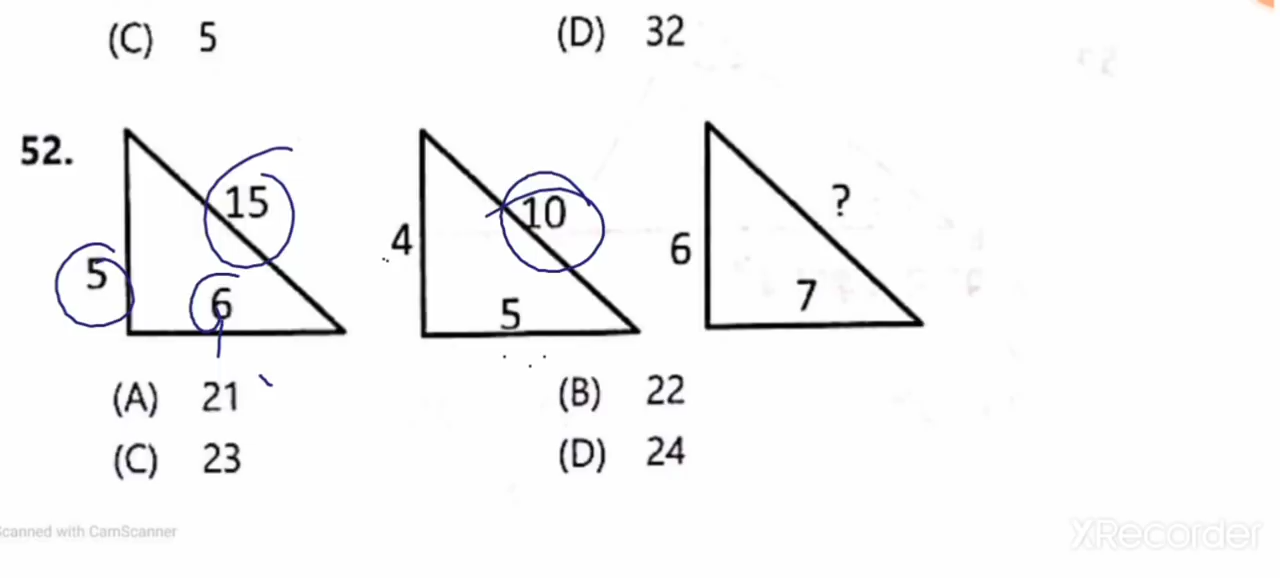 (C) 5 (D) 32
52.
15 10 ?
5 4 6
6 5 7
(A) 21 (B) 22
(C) 23 (D) 24
Scanned with CamScanner
XRecorder